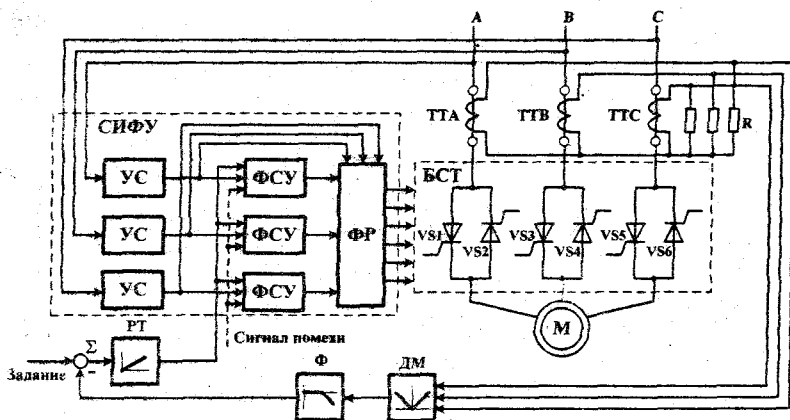 A B C
ТТА ТТВ ТТС R
СИФУ
БСТ
УС ФСУ
УС ФСУ ФР
УС ФСУ
VS1 VS2 VS3 VS4 VS5 VS6
М
РТ
Сигнал помехи
Σ
Задание
−
Ф
ДМ